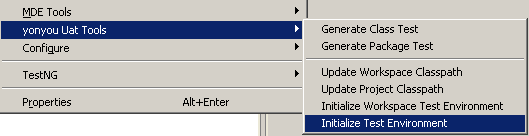 MDE Tools
yonyou Uat Tools
Configure
TestNG
Properties Alt+Enter
Generate Class Test
Generate Package Test
Update Workspace Classpath
Update Project Classpath
Initialize Workspace Test Environment
Initialize Test Environment